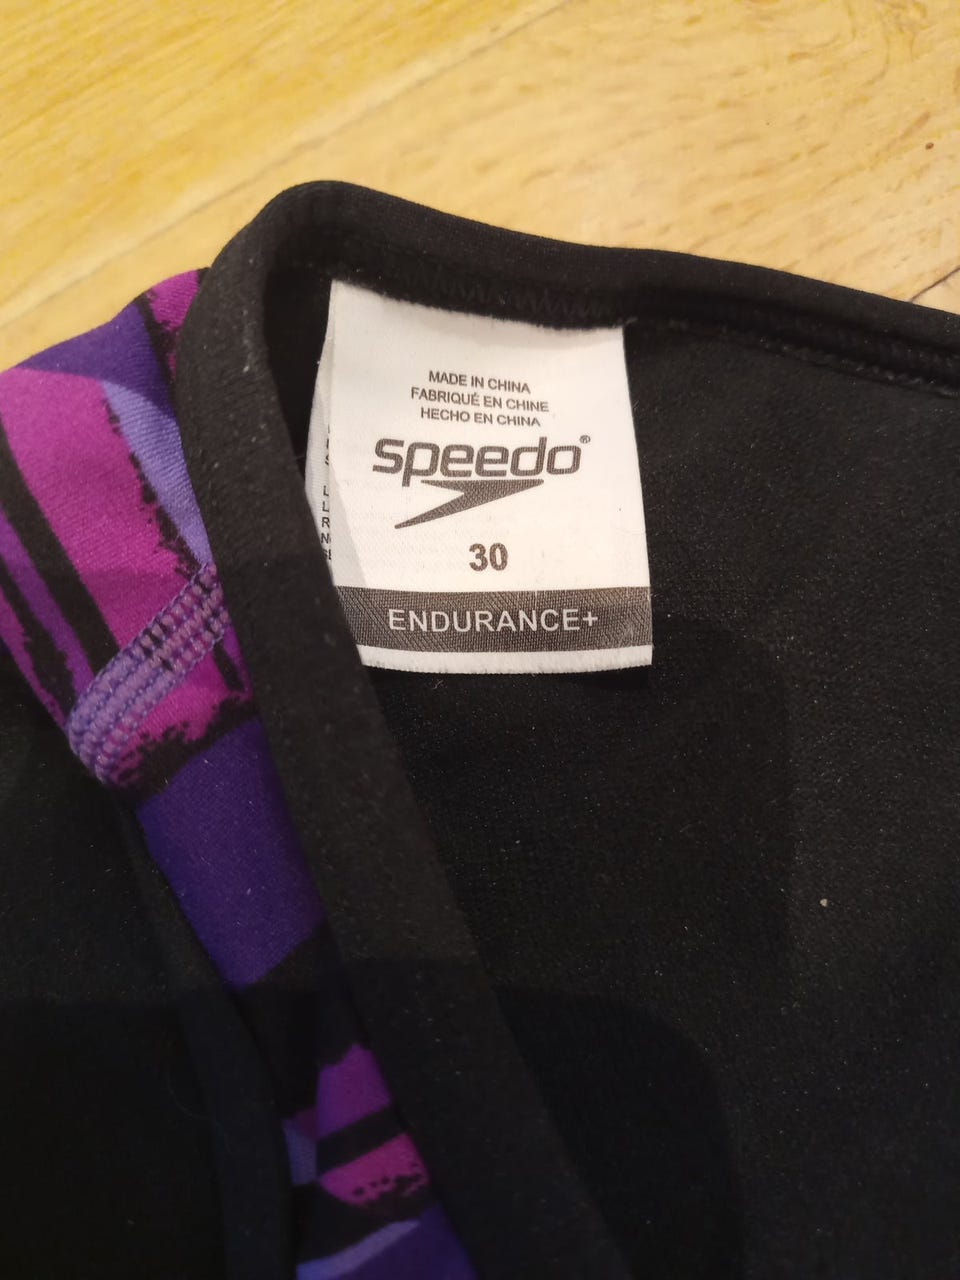 MADE IN CHINA
FABRIQUÉ EN CHINE
HECHO EN CHINA
speedo®
30
ENDURANCE+